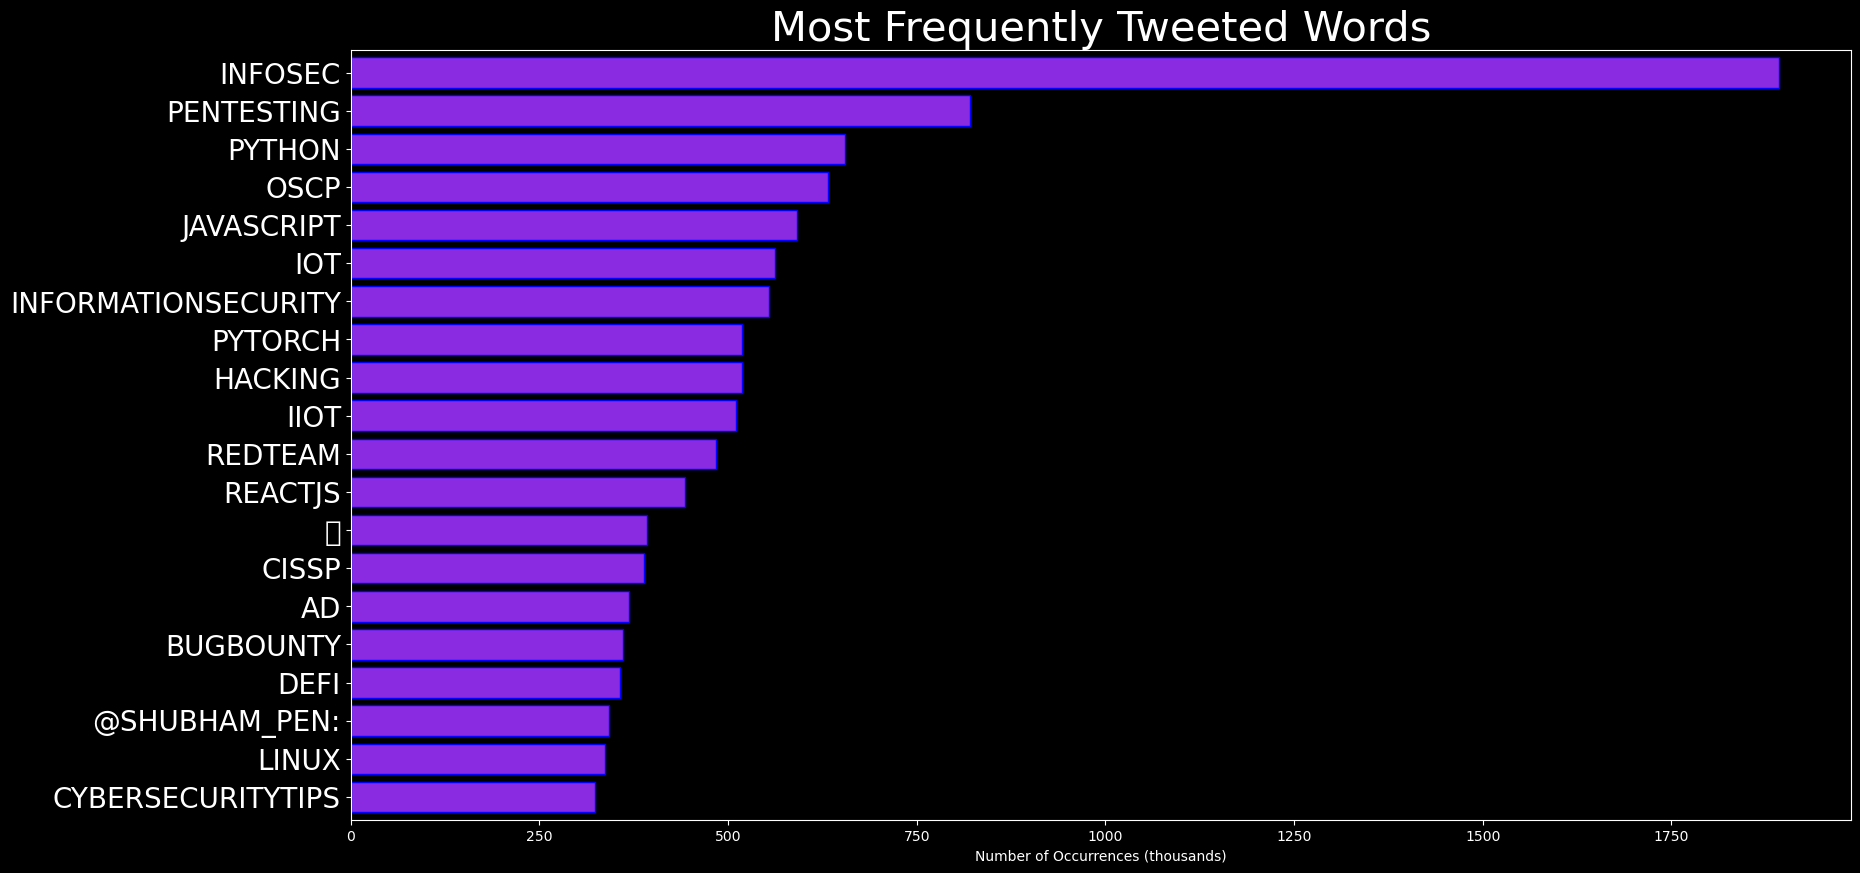 Most Frequently Tweeted Words
INFOSEC
PENTESTING
PYTHON
OSCP
JAVASCRIPT
IOT
INFORMATIONSECURITY
PYTORCH
HACKING
IIOT
REDTEAM
REACTJS
CISSP
AD
BUGBOUNTY
DEFI
@SHUBHAM_PEN:
LINUX
CYBERSECURITYTIPS
0 250 500 750 1000 1250 1500 1750
Number of Occurrences (thousands)